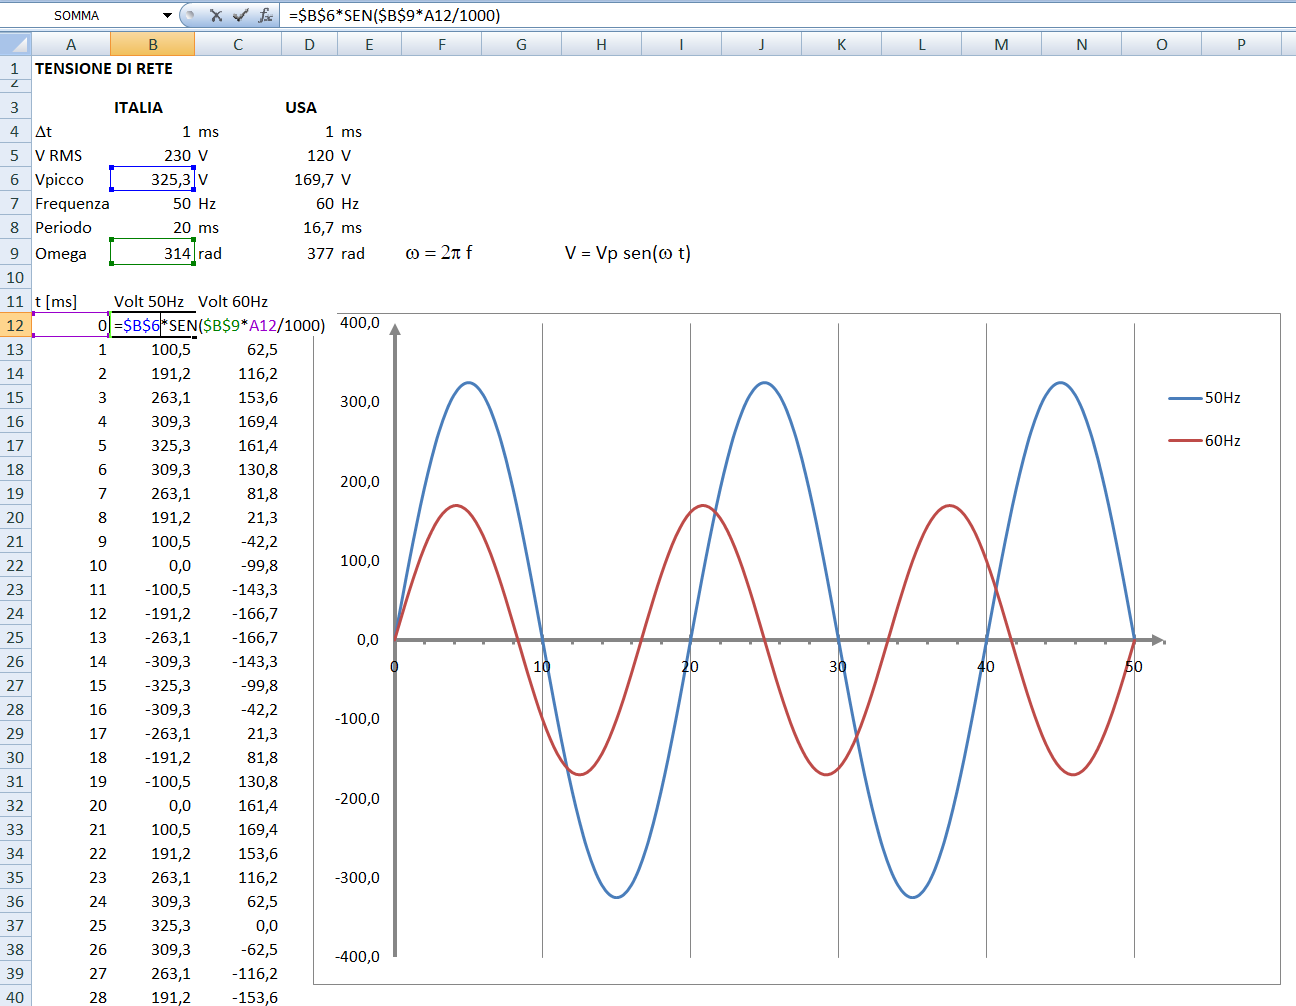 SOMMA =$B$6*SEN($B$9*A12/1000)
A B C D E F G H I J K L M N O P
1 TENSIONE DI RETE
2
3 ITALIA USA
4 Δt 1 ms 1 ms
5 V RMS 230 V 120 V
6 Vpicco 325,3 V 169,7 V
7 Frequenza 50 Hz 60 Hz
8 Periodo 20 ms 16,7 ms
9 Omega 314 rad 377 rad ω = 2π f V = Vp sen(ω t)
10
11 t [ms] Volt 50Hz Volt 60Hz
12 0 =$B$6*SEN($B$9*A12/1000)
13 1 100,5 62,5
14 2 191,2 116,2
15 3 263,1 153,6
16 4 309,3 169,4
17 5 325,3 161,4
18 6 309,3 130,8
19 7 263,1 81,8
20 8 191,2 21,3
21 9 100,5 -42,2
22 10 0,0 -99,8
23 11 -100,5 -143,3
24 12 -191,2 -166,7
25 13 -263,1 -166,7
26 14 -309,3 -143,3
27 15 -325,3 -99,8
28 16 -309,3 -42,2
29 17 -263,1 21,3
30 18 -191,2 81,8
31 19 -100,5 130,8
32 20 0,0 161,4
33 21 100,5 169,4
34 22 191,2 153,6
35 23 263,1 116,2
36 24 309,3 62,5
37 25 325,3 0,0
38 26 309,3 -62,5
39 27 263,1 -116,2
40 28 191,2 -153,6
400,0
300,0
200,0
100,0
0,0
-100,0
-200,0
-300,0
-400,0
0 10 20 30 40 50
50Hz
60Hz